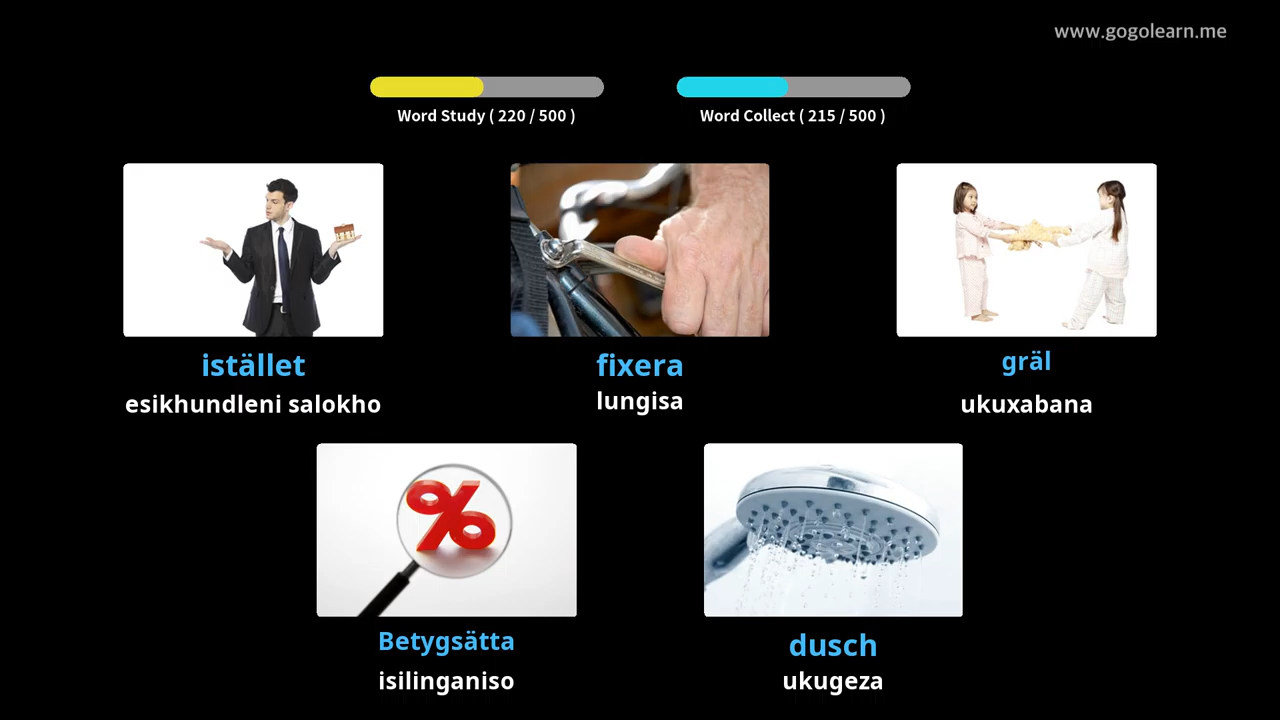 www.gogolearn.me
Word Study ( 220 / 500 )
Word Collect ( 215 / 500 )
istället
esikhundleni salokho
fixera
lungisa
gräl
ukuxabana
%
Betygsätta
isilinganiso
dusch
ukugeza